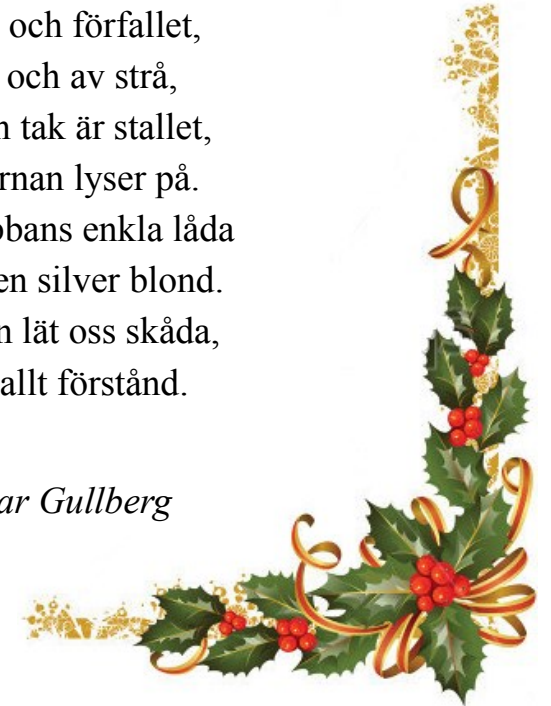 och förfallet,
och av strå,
n tak är stallet,
rnan lyser på.
bbans enkla låda
en silver blond.
n lät oss skåda,
allt förstånd.
ar Gullberg